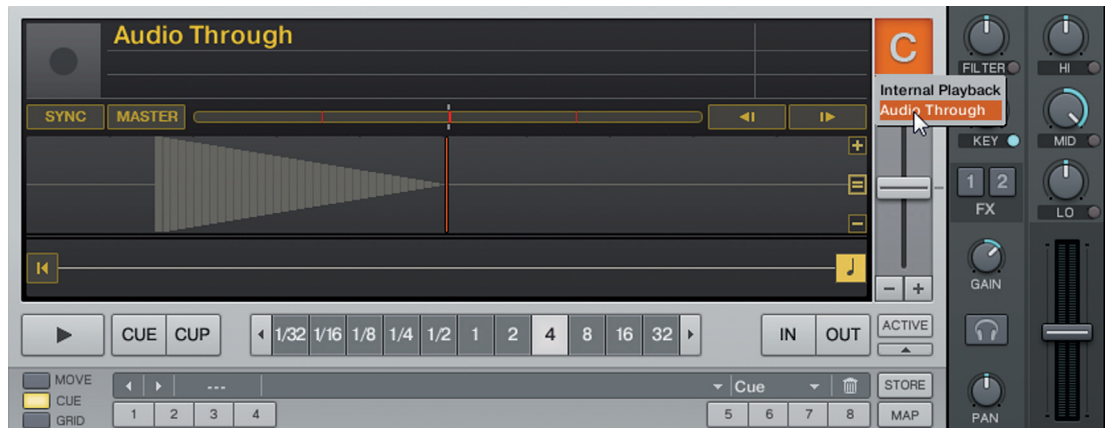 Audio Through
C
FILTER
HI
Internal Playback
Audio Through
SYNC
MASTER
KEY
MID
1 2
FX
LO
GAIN
CUE CUP
1/32 1/16 1/8 1/4 1/2 1 2 4 8 16 32
IN OUT
ACTIVE
MOVE
CUE
GRID
---
Cue
STORE
1 2 3 4
5 6 7 8
MAP
PAN